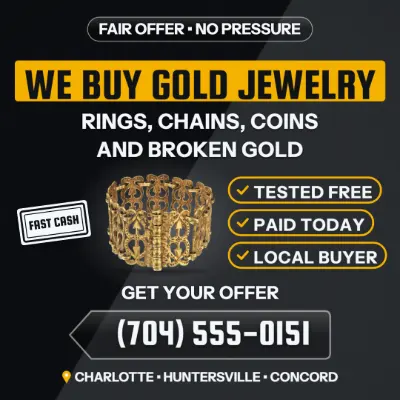 FAIR OFFER ▪ NO PRESSURE
WE BUY GOLD JEWELRY
RINGS, CHAINS, COINS
AND BROKEN GOLD
TESTED FREE
FAST CASH
PAID TODAY
LOCAL BUYER
GET YOUR OFFER
(704) 555-0151
CHARLOTTE ▪ HUNTERSVILLE ▪ CONCORD